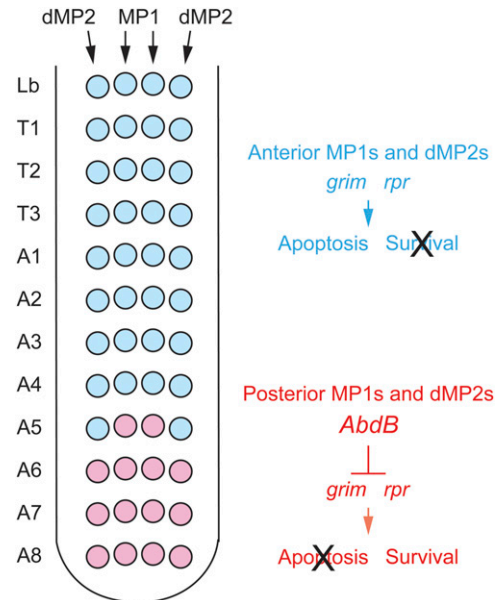 dMP2 MP1 dMP2
Lb
T1
T2
T3
A1
A2
A3
A4
A5
A6
A7
A8
Anterior MP1s and dMP2s
grim rpr
Apoptosis Survival
Posterior MP1s and dMP2s
AbdB
grim rpr
Apoptosis Survival